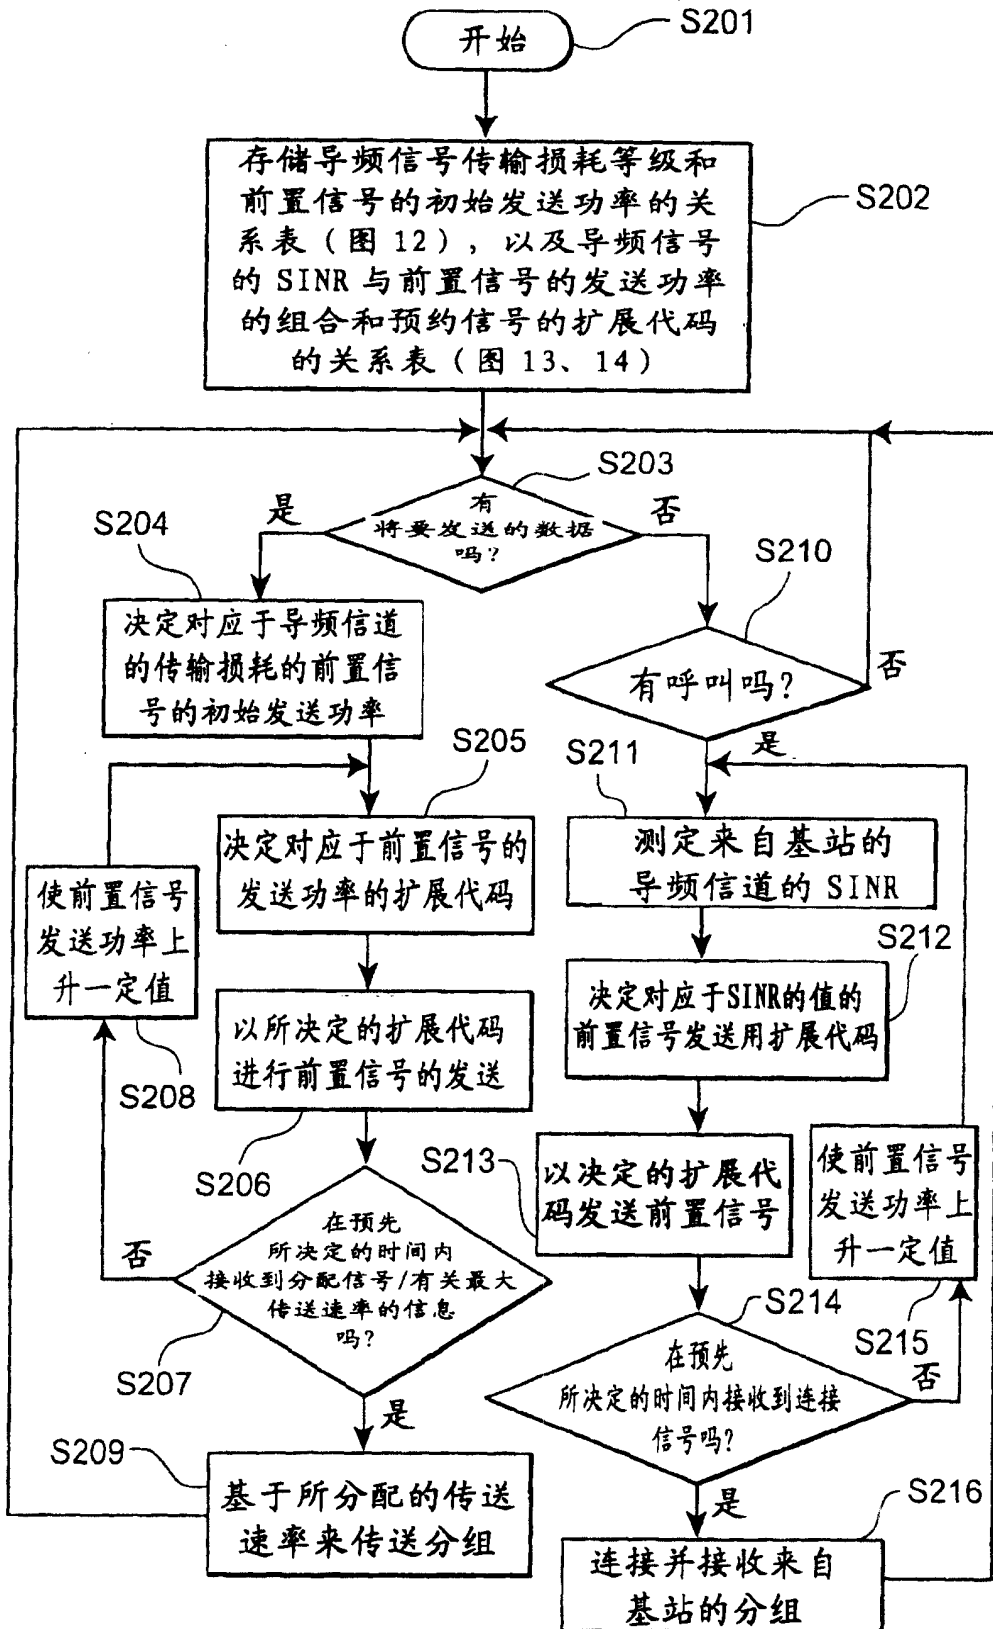 开始
S201
存储导频信号传输损耗等级和
前置信号的初始发送功率的关
系表（图 12），以及导频信号
的 SINR 与前置信号的发送功率
的组合和预约信号的扩展代码
的关系表（图 13、14）
S202
S203
有
将要发送的数据
吗？
是
否
S204
决定对应于导频信道
的传输损耗的前置信
号的初始发送功率
S205
决定对应于前置信号的
发送功率的扩展代码
以所决定的扩展代码
进行前置信号的发送
S206
在预先
所决定的时间内
接收到分配信号/有关最大
传送速率的信息
吗？
S207
否
使前置信号
发送功率上
升一定值
S208
是
S209
基于所分配的传送
速率来传送分组
S210
有呼叫吗？
否
是
S211
测定来自基站的
导频信道的 SINR
S212
决定对应于SINR的值的
前置信号发送用扩展代码
S213
以决定的扩展代
码发送前置信号
S214
在预先
所决定的时间内接收到连接
信号吗？
否
使前置信号
发送功率上
升一定值
S215
是
S216
连接并接收来自
基站的分组